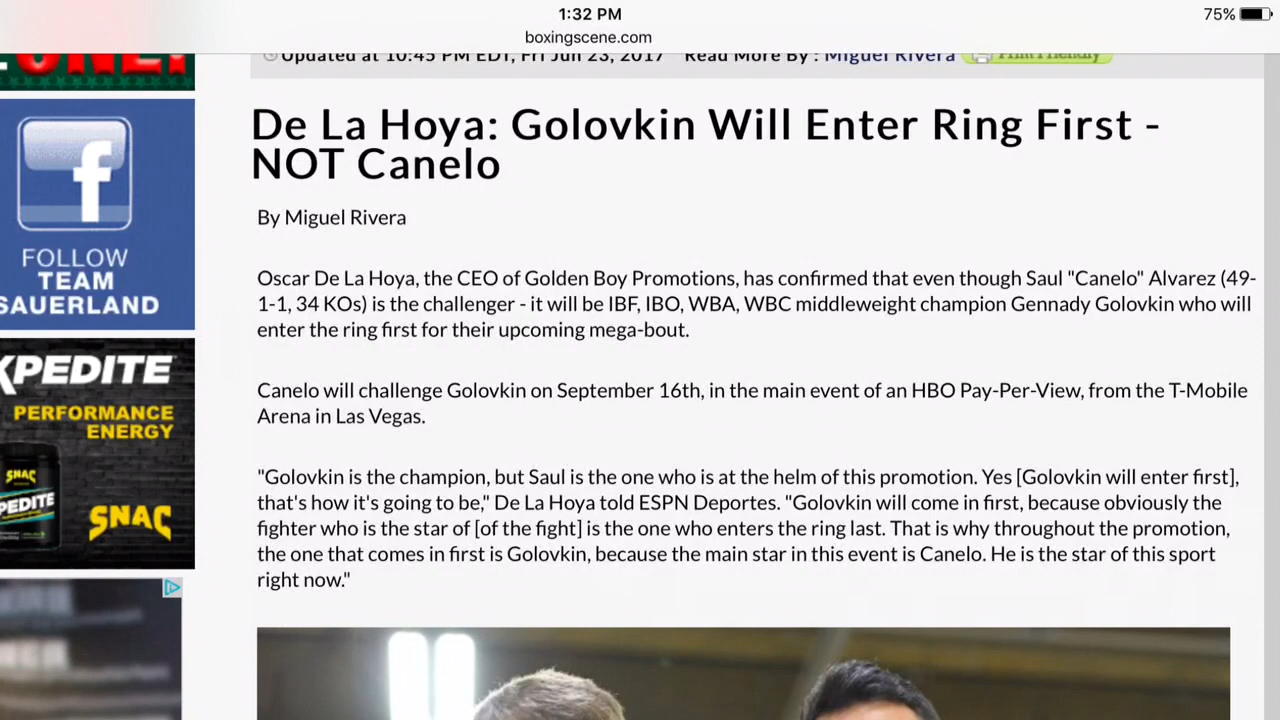 1:32 PM
75%
boxingscene.com
Updated at 10:45 PM EDT, Fri Jun 23, 2017 Read More By : Miguel Rivera Print Friendly
De La Hoya: Golovkin Will Enter Ring First -
NOT Canelo
By Miguel Rivera
Oscar De La Hoya, the CEO of Golden Boy Promotions, has confirmed that even though Saul "Canelo" Alvarez (49-
1-1, 34 KOs) is the challenger - it will be IBF, IBO, WBA, WBC middleweight champion Gennady Golovkin who will
enter the ring first for their upcoming mega-bout.
Canelo will challenge Golovkin on September 16th, in the main event of an HBO Pay-Per-View, from the T-Mobile
Arena in Las Vegas.
"Golovkin is the champion, but Saul is the one who is at the helm of this promotion. Yes [Golovkin will enter first],
that's how it's going to be," De La Hoya told ESPN Deportes. "Golovkin will come in first, because obviously the
fighter who is the star of [of the fight] is the one who enters the ring last. That is why throughout the promotion,
the one that comes in first is Golovkin, because the main star in this event is Canelo. He is the star of this sport
right now."
f
FOLLOW
TEAM
SAUERLAND
XPEDITE
PERFORMANCE
ENERGY
SNAC
PEDITE
SNAC